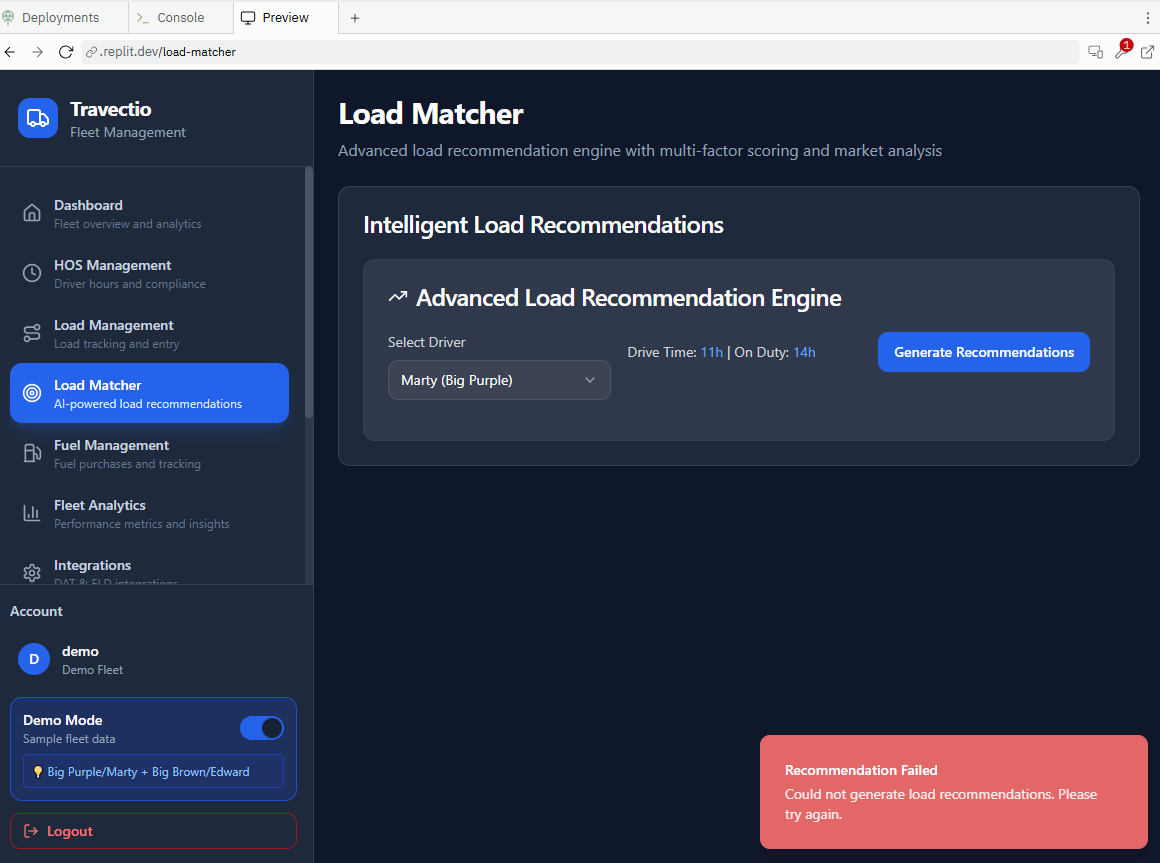 Deployments
Console
Preview
.replit.dev/load-matcher
1
Travectio
Fleet Management
Dashboard
Fleet overview and analytics
HOS Management
Driver hours and compliance
Load Management
Load tracking and entry
Load Matcher
AI-powered load recommendations
Fuel Management
Fuel purchases and tracking
Fleet Analytics
Performance metrics and insights
Integrations
DAT & ELD integrations
Account
D
demo
Demo Fleet
Demo Mode
Sample fleet data
💡 Big Purple/Marty + Big Brown/Edward
Logout
Load Matcher
Advanced load recommendation engine with multi-factor scoring and market analysis
Intelligent Load Recommendations
Advanced Load Recommendation Engine
Select Driver
Marty (Big Purple)
Drive Time: 11h | On Duty: 14h
Generate Recommendations
Recommendation Failed
Could not generate load recommendations. Please
try again.